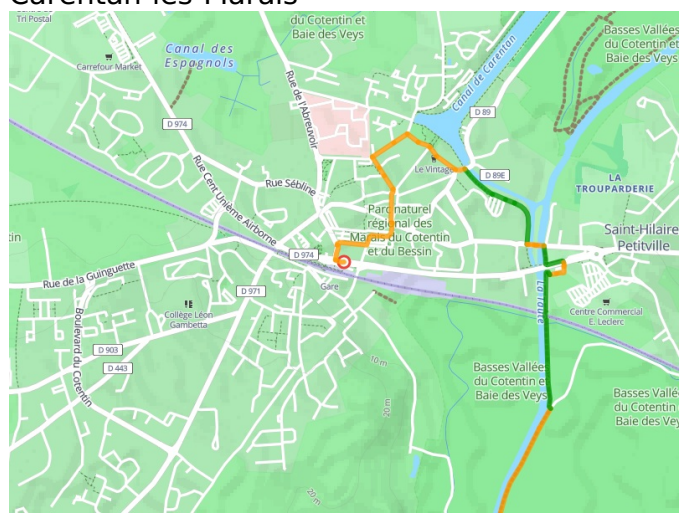 Carentan-les-Marais
Tri Postal
du Cotentin et
Baie des Veys
Basses Vallées
du Cotentin et
Baie des Veys
Canal des
Espagnols
Carrefour Market
Canal de Carentan
Rue de l'Abreuvoir
D 89
D 974
Le Vintage
D 89E
LA
TROUPARDERIE
Rue Sébline
Rue Cent Unième Airborne
Parc naturel
régional des
Marais du Cotentin
et du Bessin
Saint-Hilaire-
Petitville
tin
D 974
Rue de la Guinguette
Gare
D 971
La Taute
Collège Léon
Gambetta
Centre Commercial
E. Leclerc
Boulevard du Cotentin
D 903
D 443
10 m
20 m
Basses Vallées
du Cotentin et
Baie des Veys
Basses Vallé
du Cotentin
Baie des Vey
20 m